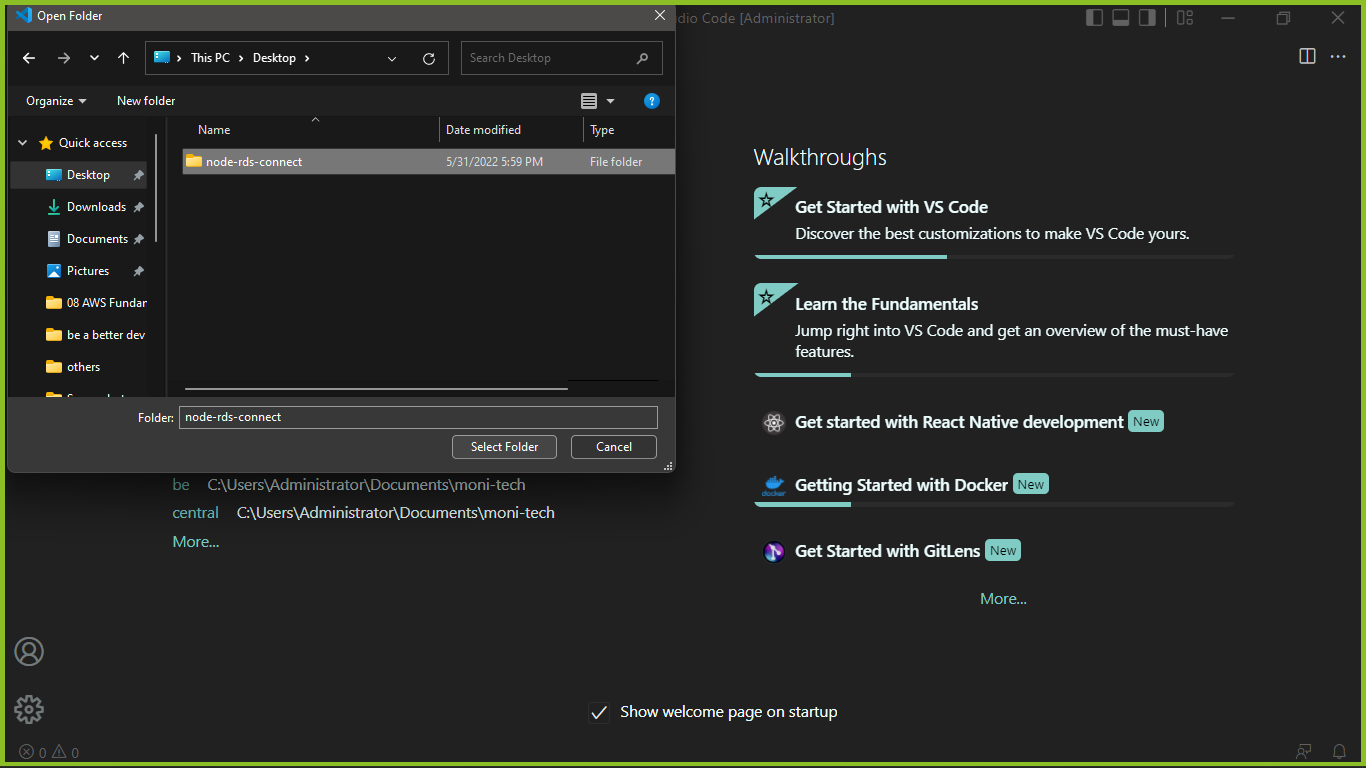 Open Folder
dio Code [Administrator]
This PC
Desktop
Search Desktop
Organize
New folder
?
Name
Date modified
Type
Quick access
node-rds-connect
5/31/2022 5:59 PM
File folder
Desktop
Downloads
Documents
Pictures
08 AWS Fundar
be a better dev
others
Folder:
node-rds-connect
Select Folder
Cancel
be C:\Users\Administrator\Documents\moni-tech
central C:\Users\Administrator\Documents\moni-tech
More...
Walkthroughs
Get Started with VS Code
Discover the best customizations to make VS Code yours.
Learn the Fundamentals
Jump right into VS Code and get an overview of the must-have
features.
Get started with React Native development New
docker
Getting Started with Docker New
Get Started with GitLens New
More...
Show welcome page on startup
0 0